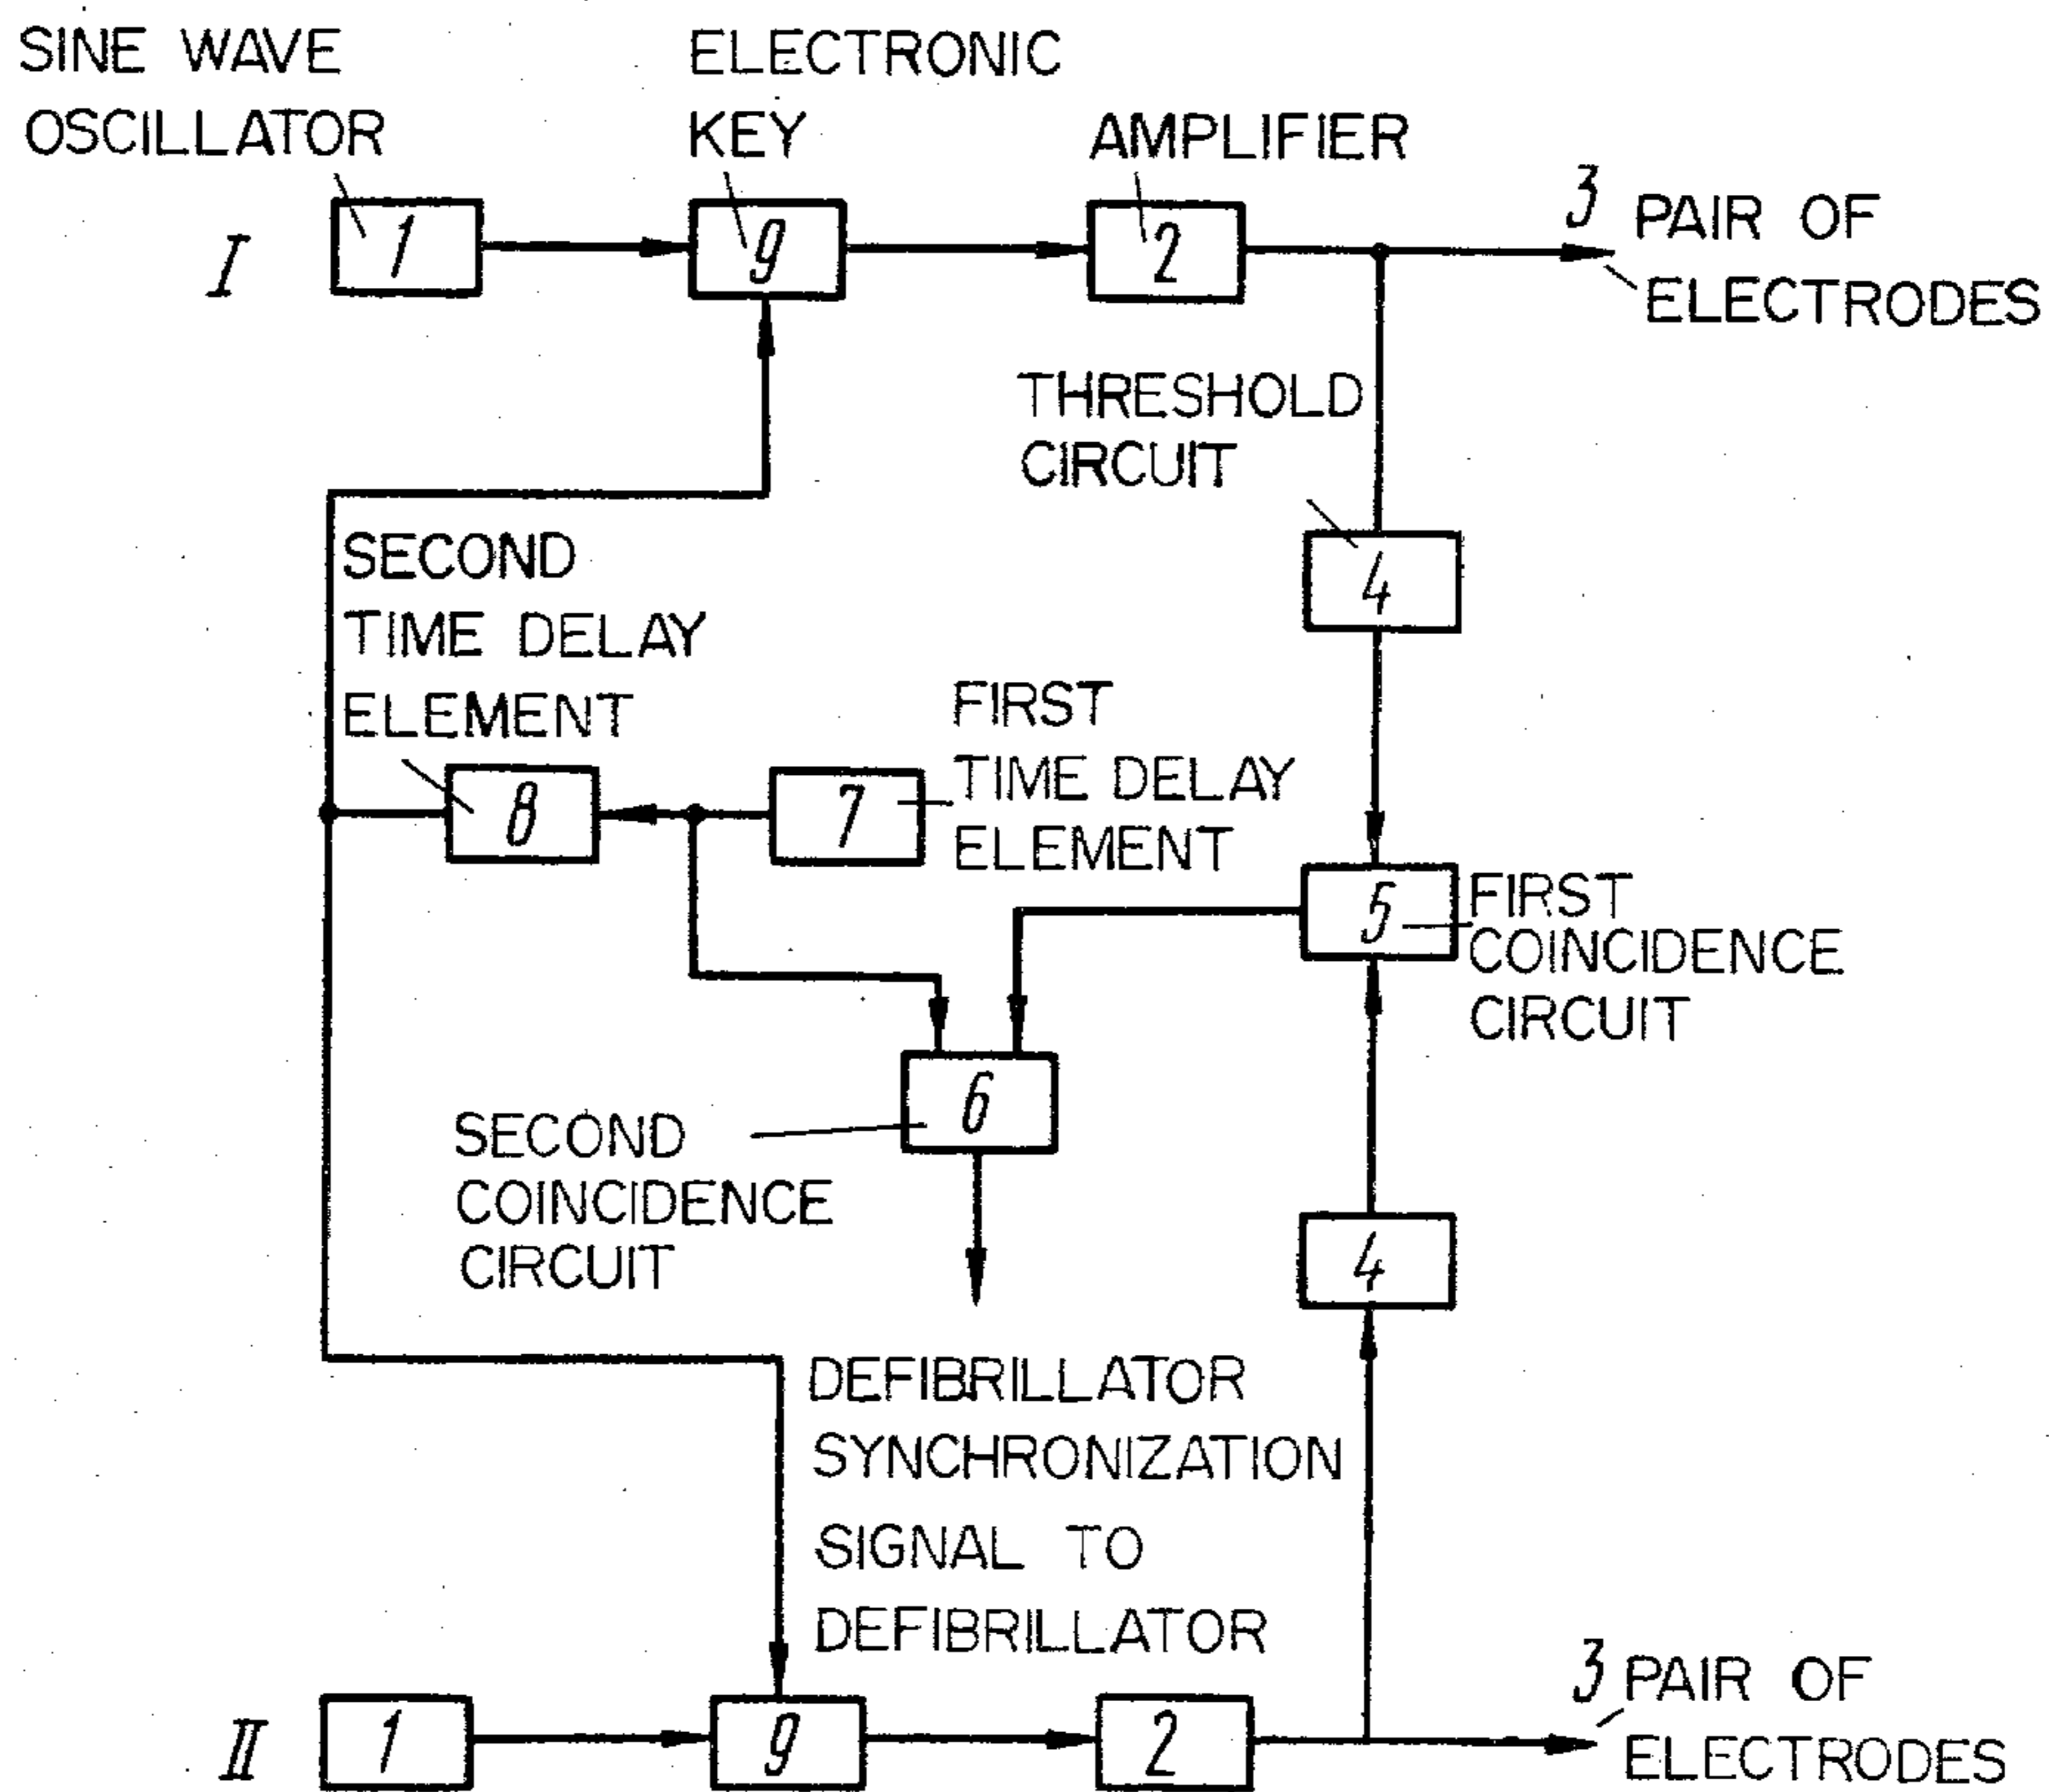 SINE WAVE
OSCILLATOR
ELECTRONIC
KEY
AMPLIFIER
I
1
9
2
3
PAIR OF
ELECTRODES
THRESHOLD
CIRCUIT
4
SECOND
TIME DELAY
ELEMENT
8
7
FIRST
TIME DELAY
ELEMENT
5
FIRST
COINCIDENCE
CIRCUIT
6
SECOND
COINCIDENCE
CIRCUIT
4
DEFIBRILLATOR
SYNCHRONIZATION
SIGNAL TO
DEFIBRILLATOR
II
1
9
2
3
PAIR OF
ELECTRODES